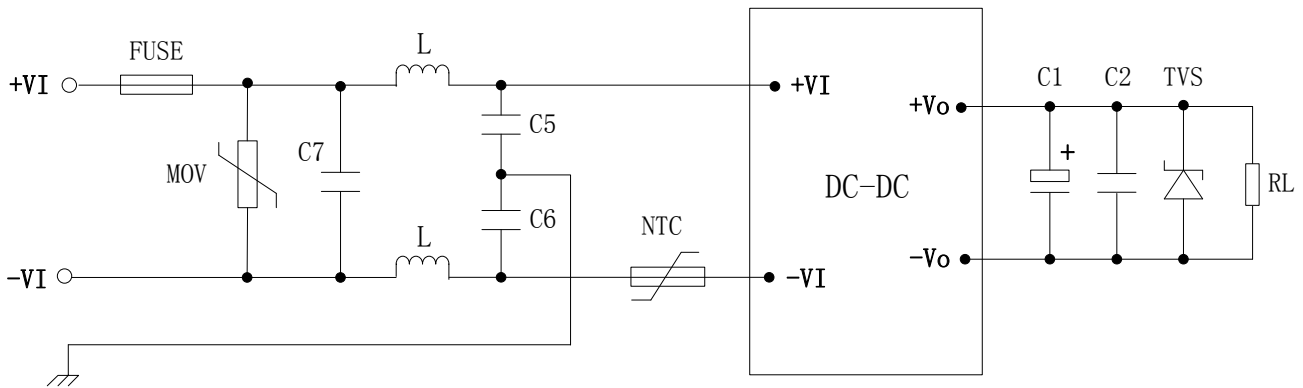 FUSE
L
+VI
+VI
C1
C2
TVS
+Vo
C5
C7
MOV
+
DC-DC
RL
C6
L
NTC
-Vo
-VI
-VI